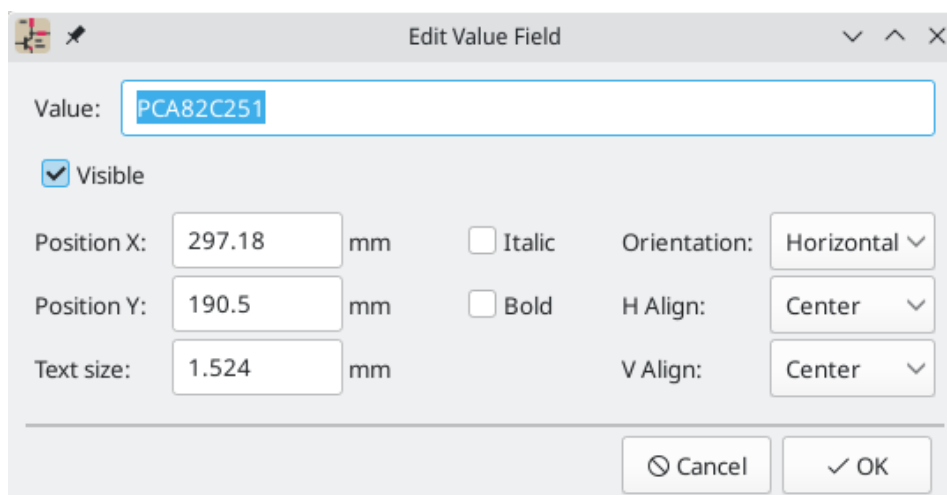 Edit Value Field
Value: PCA82C251
Visible
Position X: 297.18 mm Italic Orientation: Horizontal
Position Y: 190.5 mm Bold H Align: Center
Text size: 1.524 mm V Align: Center
Cancel OK